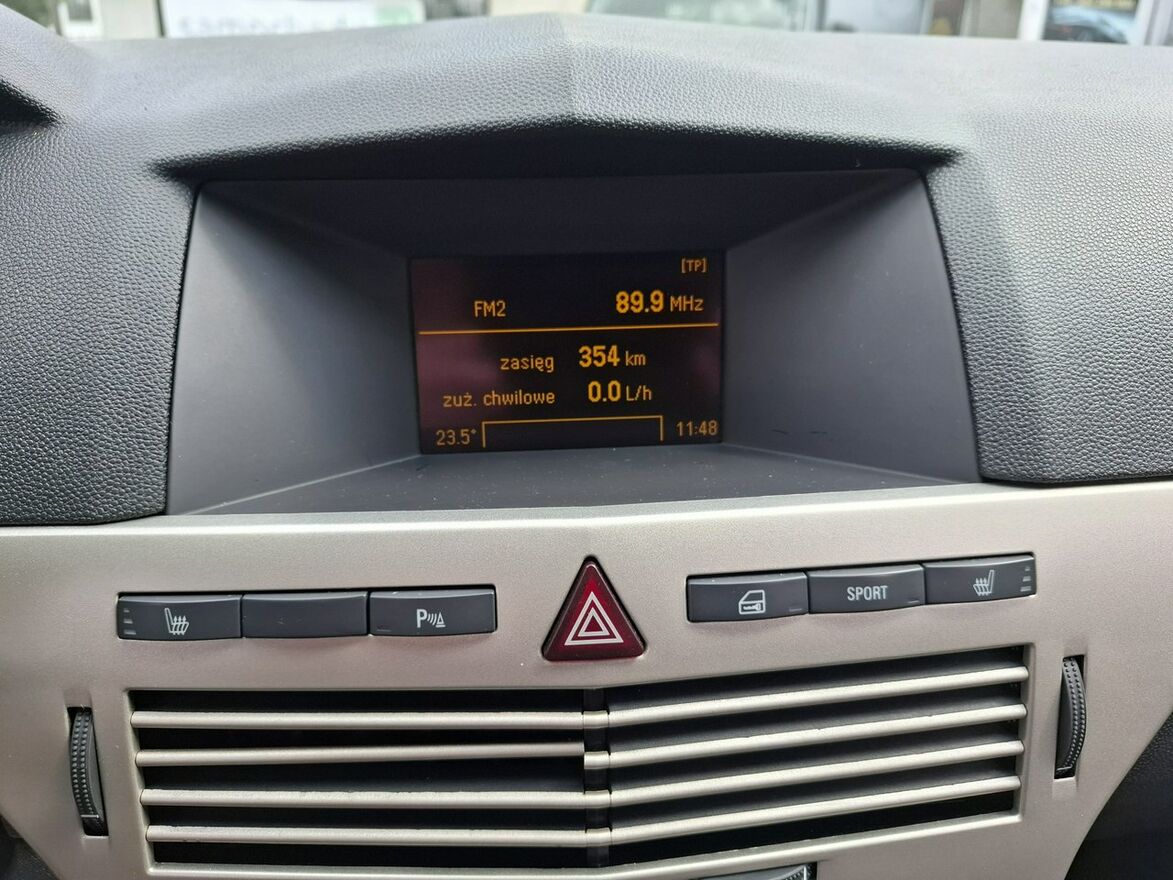 [TP]
FM2 89.9 MHz
zasięg 354 km
zuż. chwilowe 0.0 L/h
23.5° 11:48
P SPORT